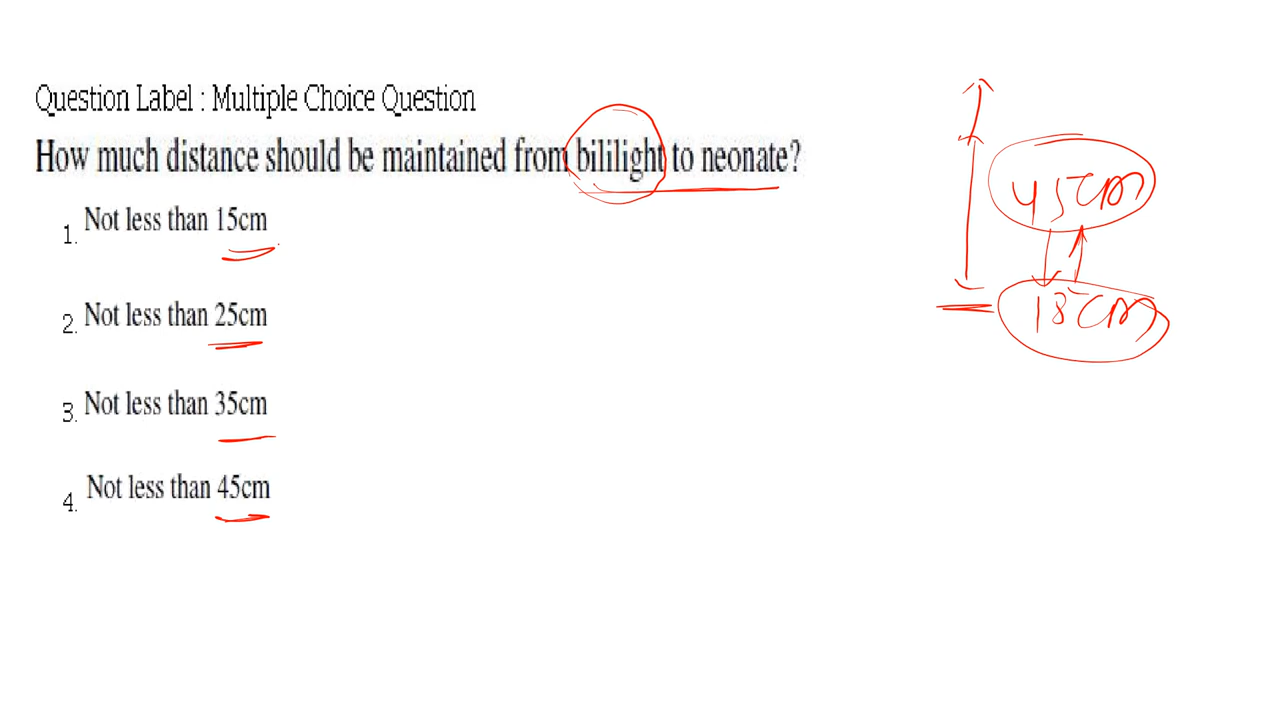 Question Label : Multiple Choice Question
How much distance should be maintained from bililight to neonate?
1. Not less than 15cm
2. Not less than 25cm
3. Not less than 35cm
4. Not less than 45cm
45cm
18cm